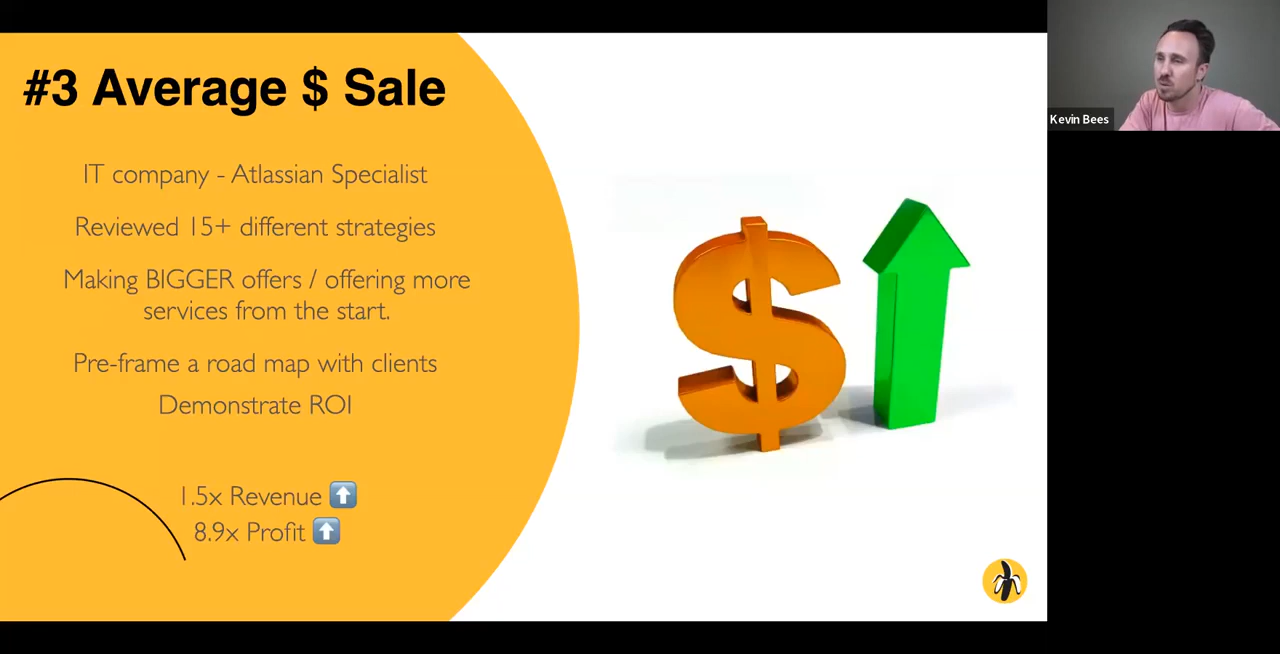 #3 Average $ Sale
IT company - Atlassian Specialist
Reviewed 15+ different strategies
Making BIGGER offers / offering more
services from the start.
Pre-frame a road map with clients
Demonstrate ROI
1.5x Revenue ⬆️
8.9x Profit ⬆️
Kevin Bees